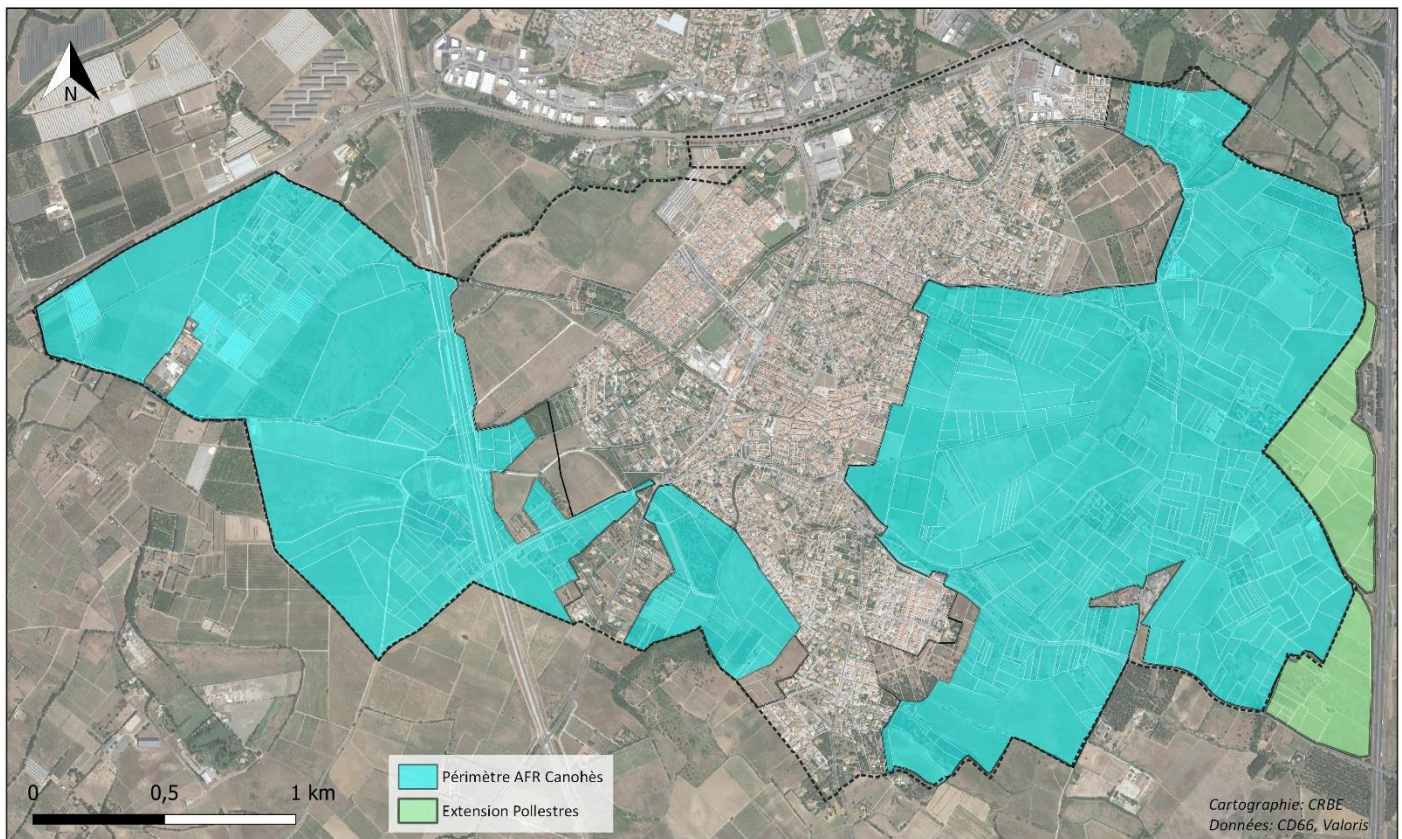 N
Périmètre AFR Canohès
Extension Pollestres
0 0,5 1 km
Cartographie: CRBE
Données: CD66, Valoris